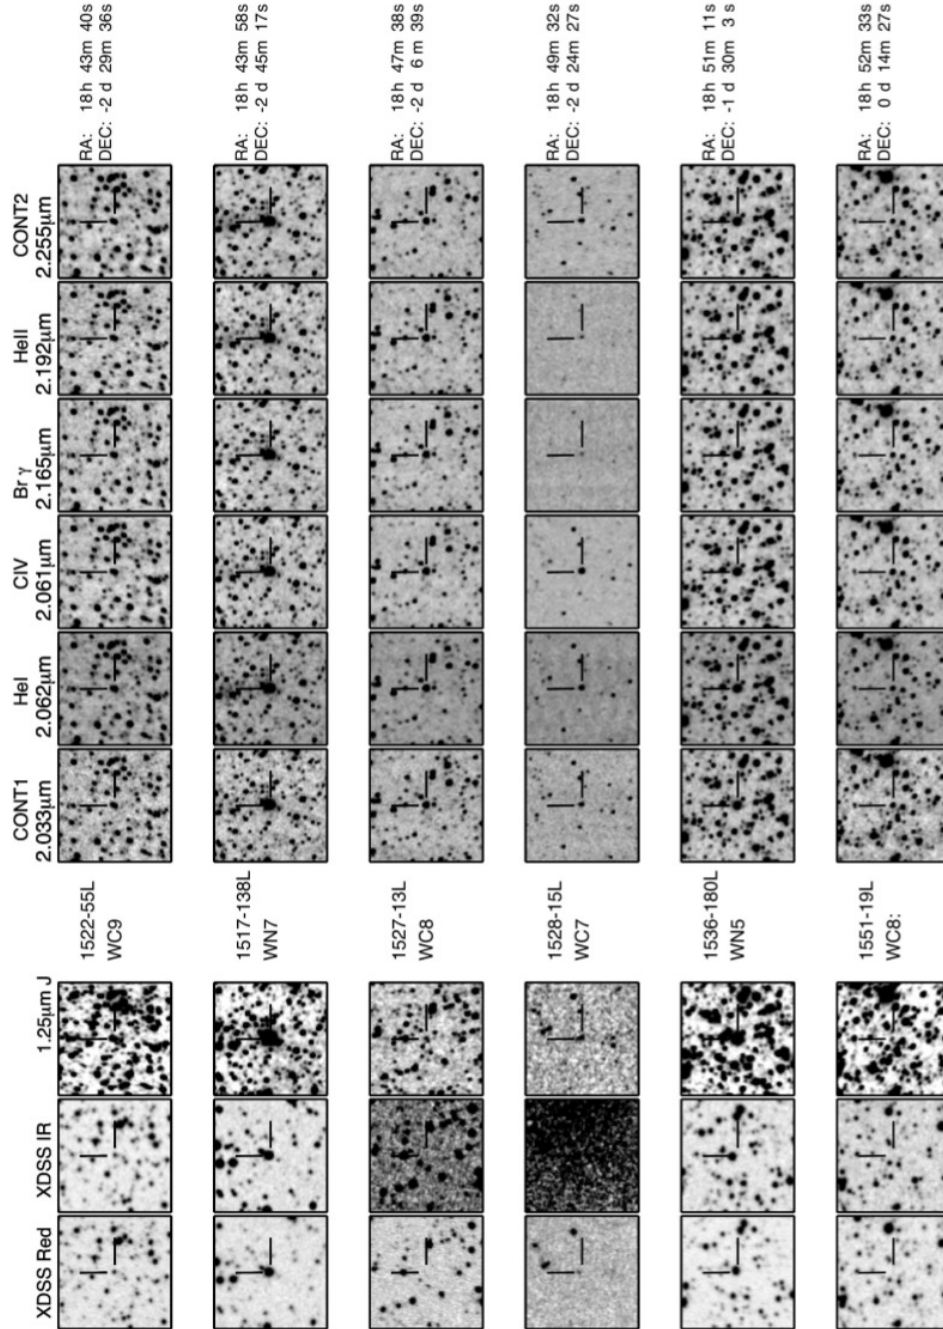 XDSS Red
XDSS IR
1.25μm J
CONT1
2.033μm
HeI
2.062μm
CIV
2.061μm
Br γ
2.165μm
HeII
2.192μm
CONT2
2.255μm
1522-55L
WC9
RA: 18h 43m 40s
DEC: -2 d 29m 36s
1517-138L
WN7
RA: 18h 43m 58s
DEC: -2 d 45m 17s
1527-13L
WC8
RA: 18h 47m 38s
DEC: -2 d 6 m 39s
1528-15L
WC7
RA: 18h 49m 32s
DEC: -2 d 24m 27s
1536-180L
WN5
RA: 18h 51m 11s
DEC: -1 d 30m 3 s
1551-19L
WC8:
RA: 18h 52m 33s
DEC: 0 d 14m 27s